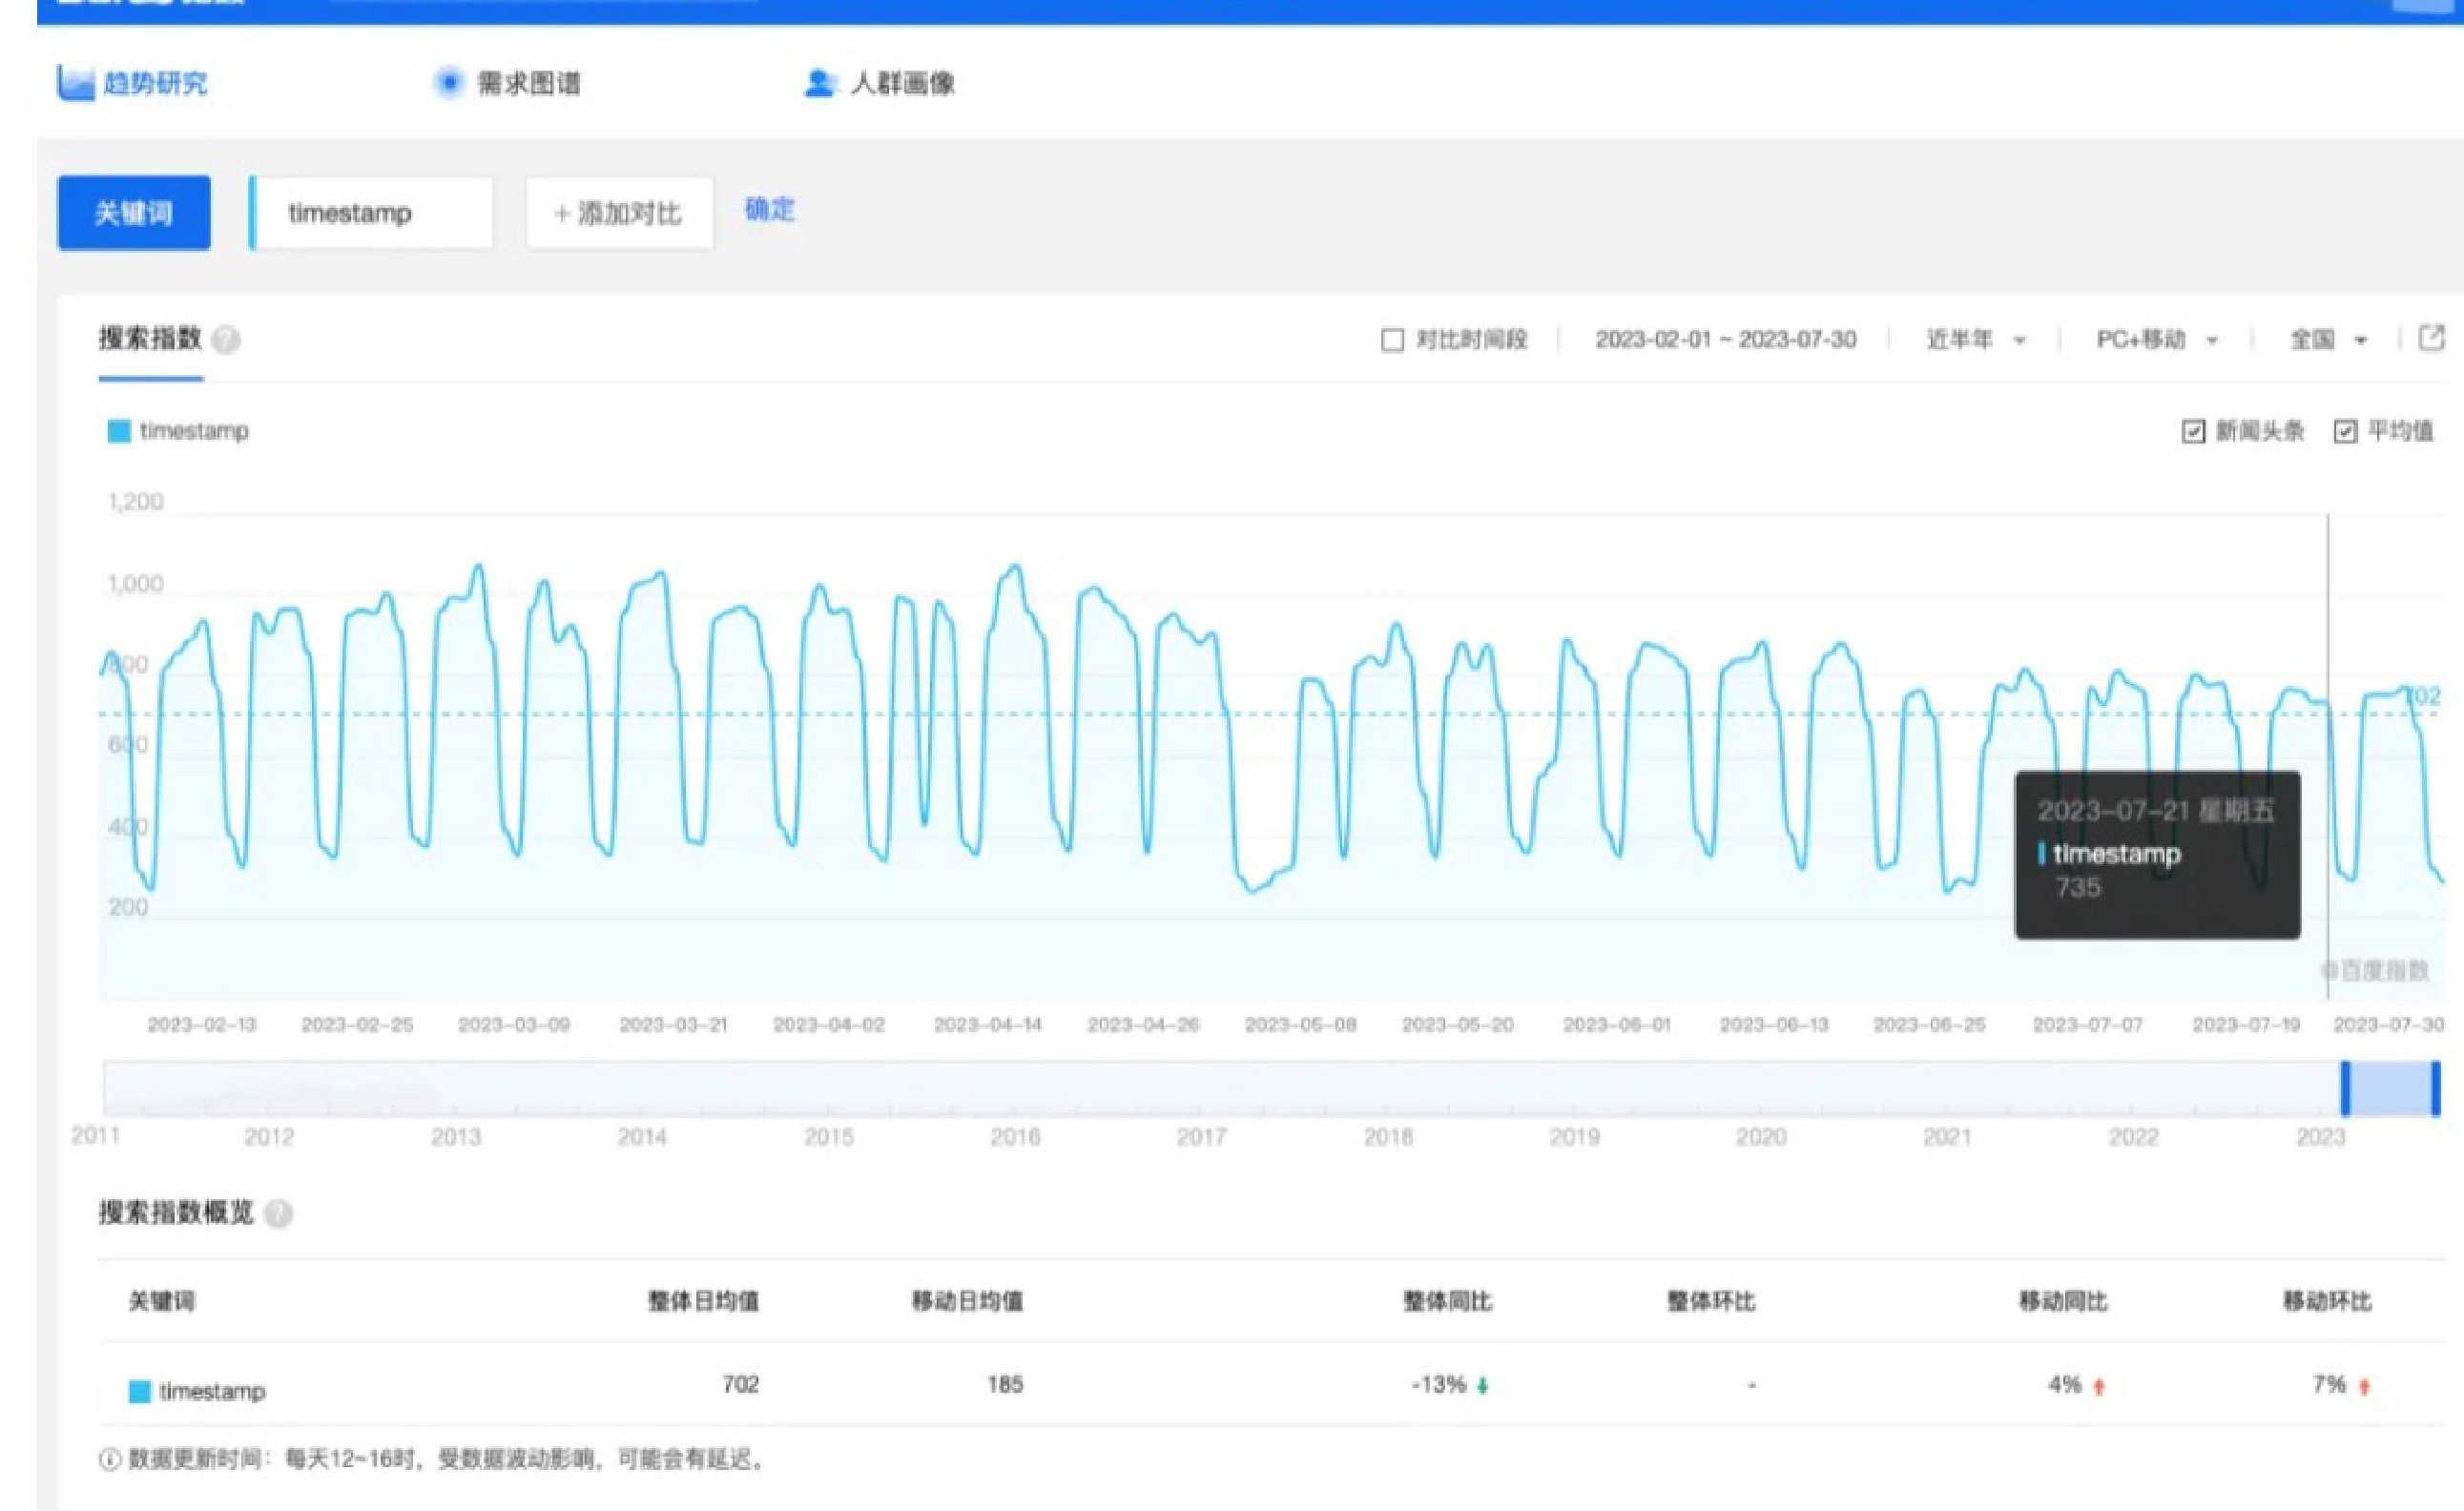 趋势研究 需求图谱 人群画像
关键词 timestamp +添加对比 确定
搜索指数 ? 对比时间段 2023-02-01 ~ 2023-07-30 近半年 PC+移动 全国
timestamp 新闻头条 平均值
1,200
1,000
800
702
600
400
200
2023-07-21 星期五
timestamp
735
©百度指数
2023-02-13 2023-02-25 2023-03-09 2023-03-21 2023-04-02 2023-04-14 2023-04-26 2023-05-08 2023-05-20 2023-06-01 2023-06-13 2023-06-25 2023-07-07 2023-07-19 2023-07-30
2011 2012 2013 2014 2015 2016 2017 2018 2019 2020 2021 2022 2023
搜索指数概览 ?
关键词 整体日均值 移动日均值 整体同比 整体环比 移动同比 移动环比
timestamp 702 185 -13% ↓ - 4% ↑ 7% ↑
数据更新时间：每天12~16时，受数据波动影响，可能会有延迟。